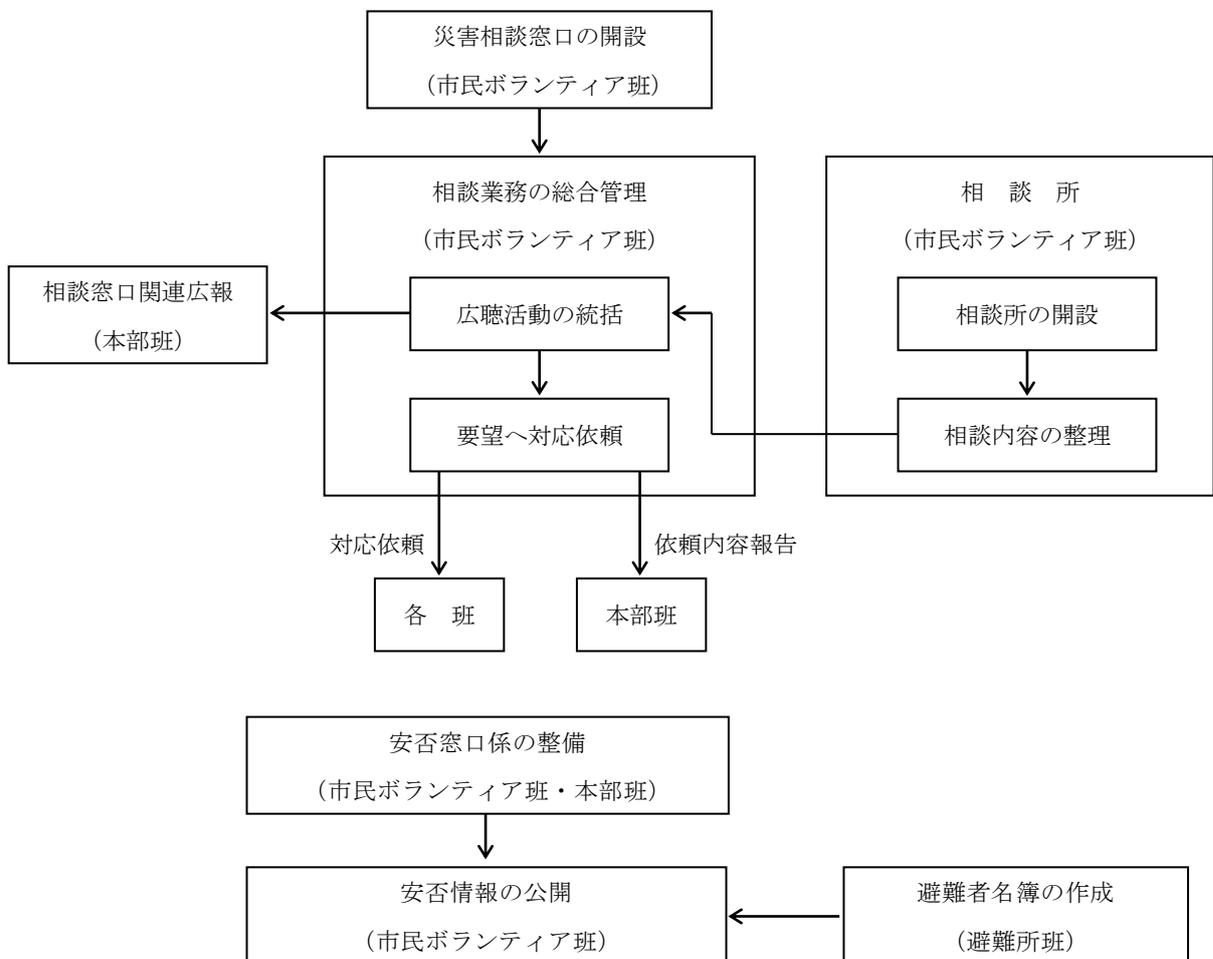 災害相談窓口の開設
(市民ボランティア班)
相談業務の総合管理
(市民ボランティア班)
相　談　所
(市民ボランティア班)
相談窓口関連広報
(本部班)
広聴活動の統括
相談所の開設
要望へ対応依頼
相談内容の整理
対応依頼
依頼内容報告
各　班
本部班
安否窓口係の整備
(市民ボランティア班・本部班)
安否情報の公開
(市民ボランティア班)
避難者名簿の作成
(避難所班)